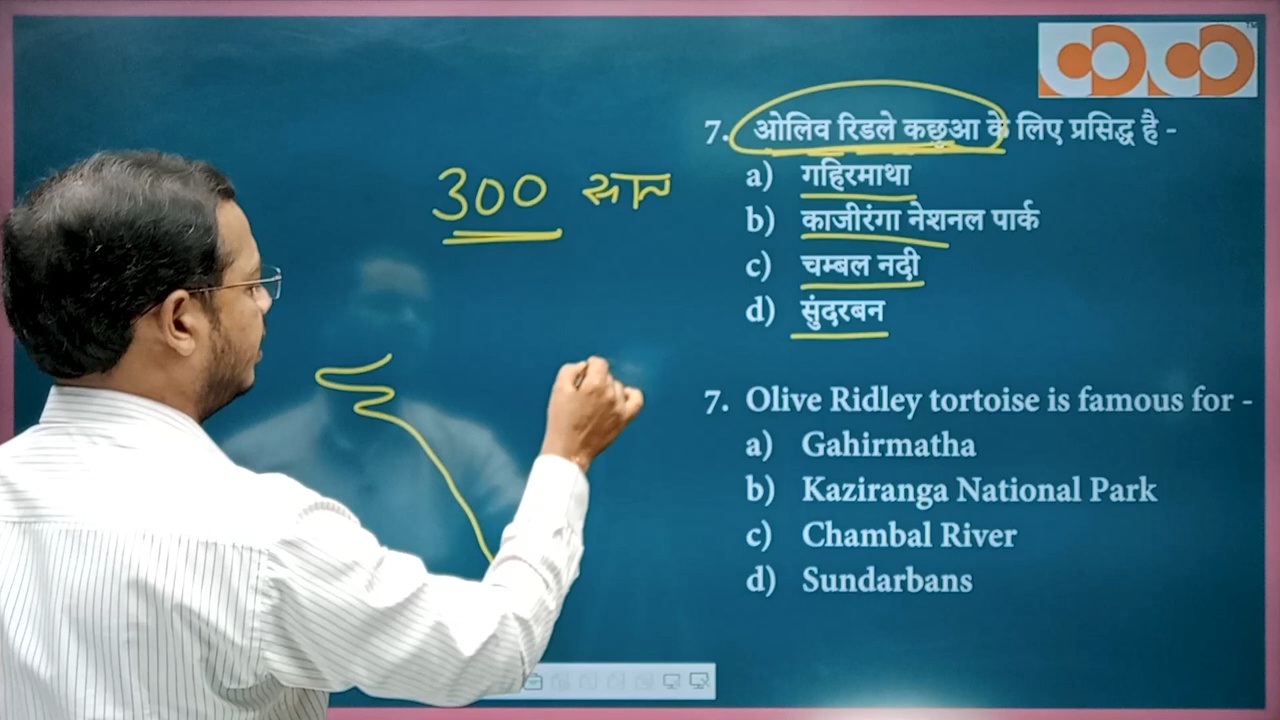 300 साल
7. ओलिव रिडले कछुआ के लिए प्रसिद्ध है -
a) गहिरमाथा
b) काजीरंगा नेशनल पार्क
c) चम्बल नदी
d) सुंदरबन
7. Olive Ridley tortoise is famous for -
a) Gahirmatha
b) Kaziranga National Park
c) Chambal River
d) Sundarbans